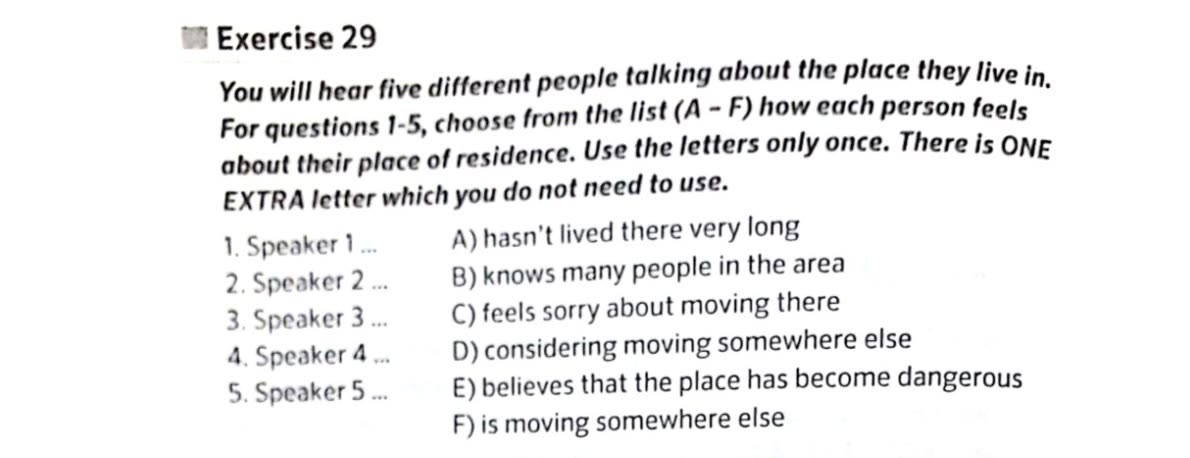 Exercise 29
You will hear five different people talking about the place they live in.
For questions 1-5, choose from the list (A – F) how each person feels
about their place of residence. Use the letters only once. There is ONE
EXTRA letter which you do not need to use.
1. Speaker 1 ...
A) hasn't lived there very long
2. Speaker 2 ...
B) knows many people in the area
3. Speaker 3 ...
C) feels sorry about moving there
4. Speaker 4 ...
D) considering moving somewhere else
5. Speaker 5 ...
E) believes that the place has become dangerous
F) is moving somewhere else